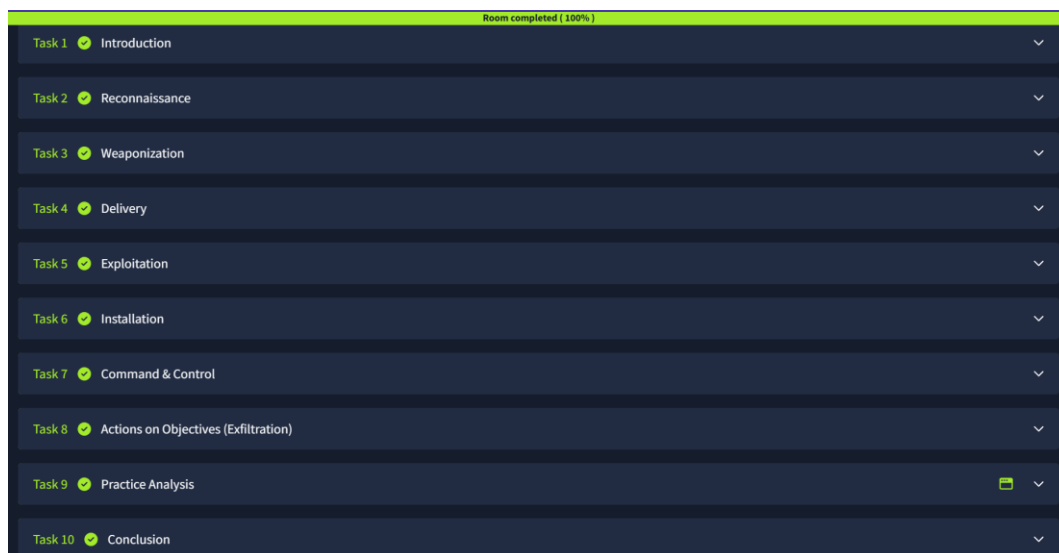 Room completed ( 100% )
Task 1 Introduction
Task 2 Reconnaissance
Task 3 Weaponization
Task 4 Delivery
Task 5 Exploitation
Task 6 Installation
Task 7 Command & Control
Task 8 Actions on Objectives (Exfiltration)
Task 9 Practice Analysis
Task 10 Conclusion